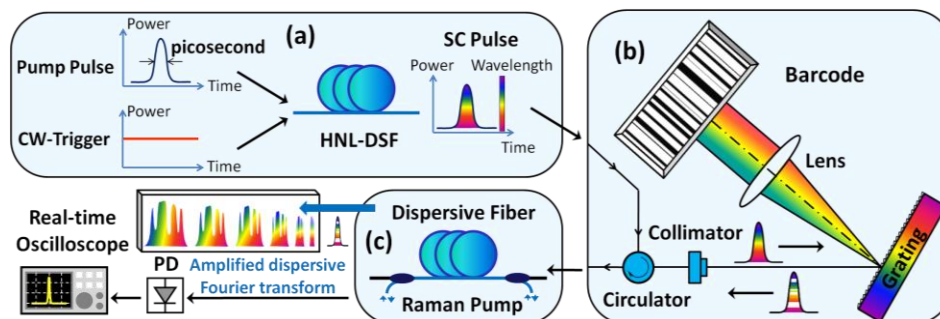 (a)
Power
Pump Pulse
picosecond
Time
Power
CW-Trigger
Time
HNL-DSF
SC Pulse
Power
Wavelength
Time
(b)
Barcode
Lens
Collimator
Grating
Circulator
(c)
Dispersive Fiber
Raman Pump
Real-time
Oscilloscope
PD
Amplified dispersive
Fourier transform